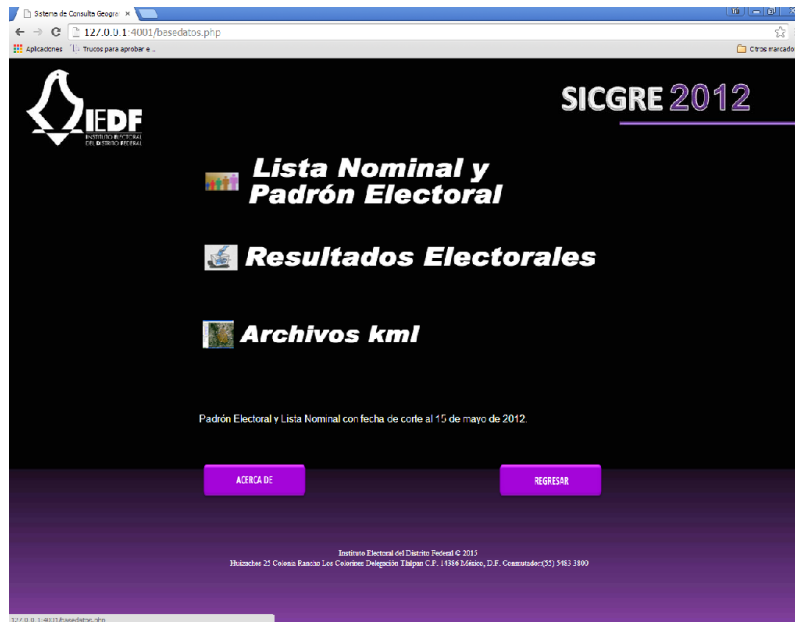 Sistema de Consulta Geogra
127.0.0.1:4001/basedatos.php
Aplicaciones Trucos para aprobar e...
Otros marcado
IEDF
INSTITUTO ELECTORAL
DEL DISTRITO FEDERAL
SICGRE 2012
Lista Nominal y
Padrón Electoral
Resultados Electorales
Archivos kml
Padrón Electoral y Lista Nominal con fecha de corte al 15 de mayo de 2012.
ACERCA DE
REGRESAR
Instituto Electoral del Distrito Federal © 2015
Huizaches 25 Colonia Rancho Los Colorines Delegación Tlalpan C.P. 14386 México, D.F. Conmutador:(55) 5483 3800
127.0.0.1:4001/basedatos.php